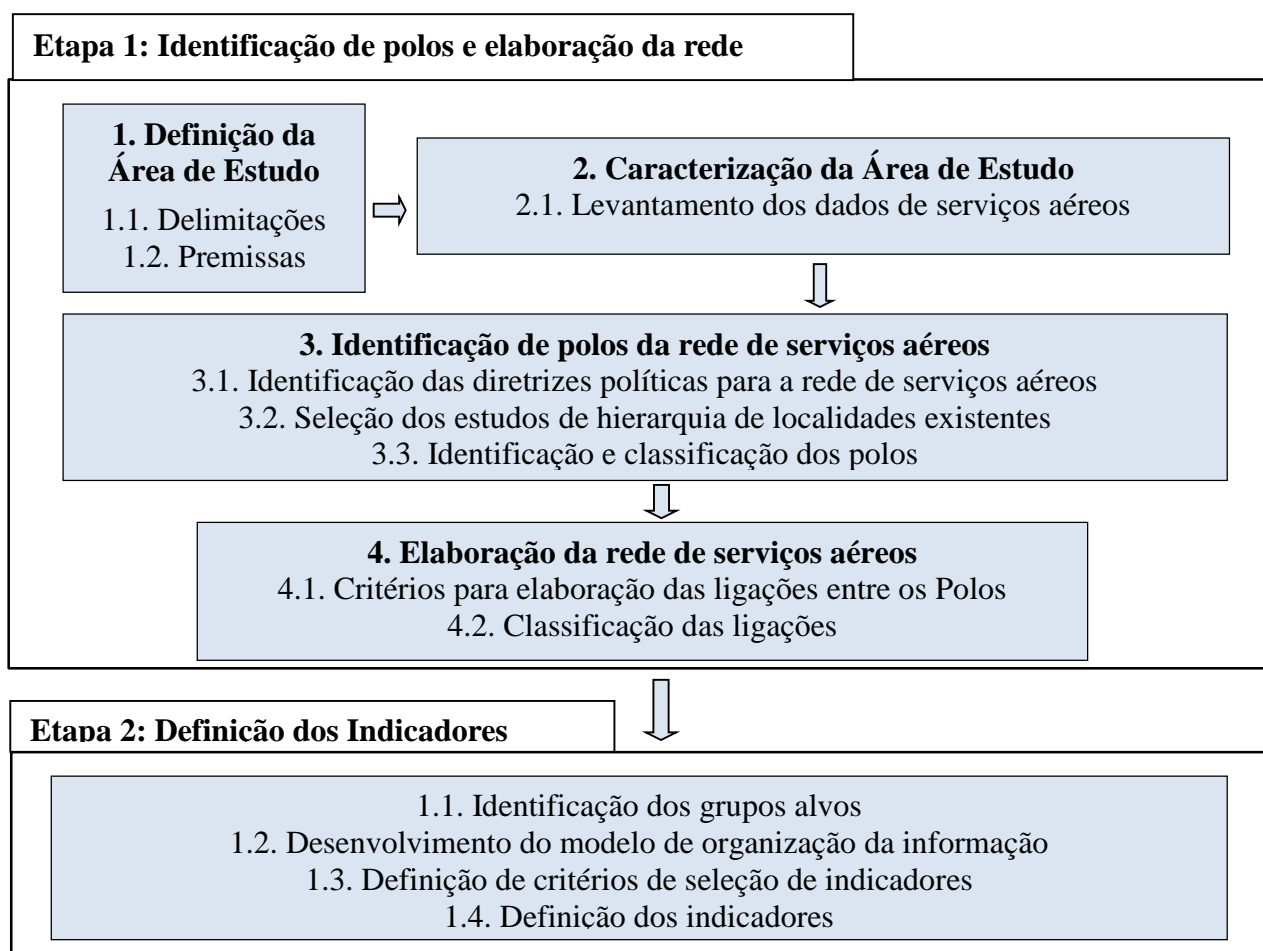 Etapa 1: Identificação de polos e elaboração da rede
1. Definição da
Área de Estudo
1.1. Delimitações
1.2. Premissas
2. Caracterização da Área de Estudo
2.1. Levantamento dos dados de serviços aéreos
3. Identificação de polos da rede de serviços aéreos
3.1. Identificação das diretrizes políticas para a rede de serviços aéreos
3.2. Seleção dos estudos de hierarquia de localidades existentes
3.3. Identificação e classificação dos polos
4. Elaboração da rede de serviços aéreos
4.1. Critérios para elaboração das ligações entre os Polos
4.2. Classificação das ligações
Etapa 2: Definição dos Indicadores
1.1. Identificação dos grupos alvos
1.2. Desenvolvimento do modelo de organização da informação
1.3. Definição de critérios de seleção de indicadores
1.4. Definição dos indicadores